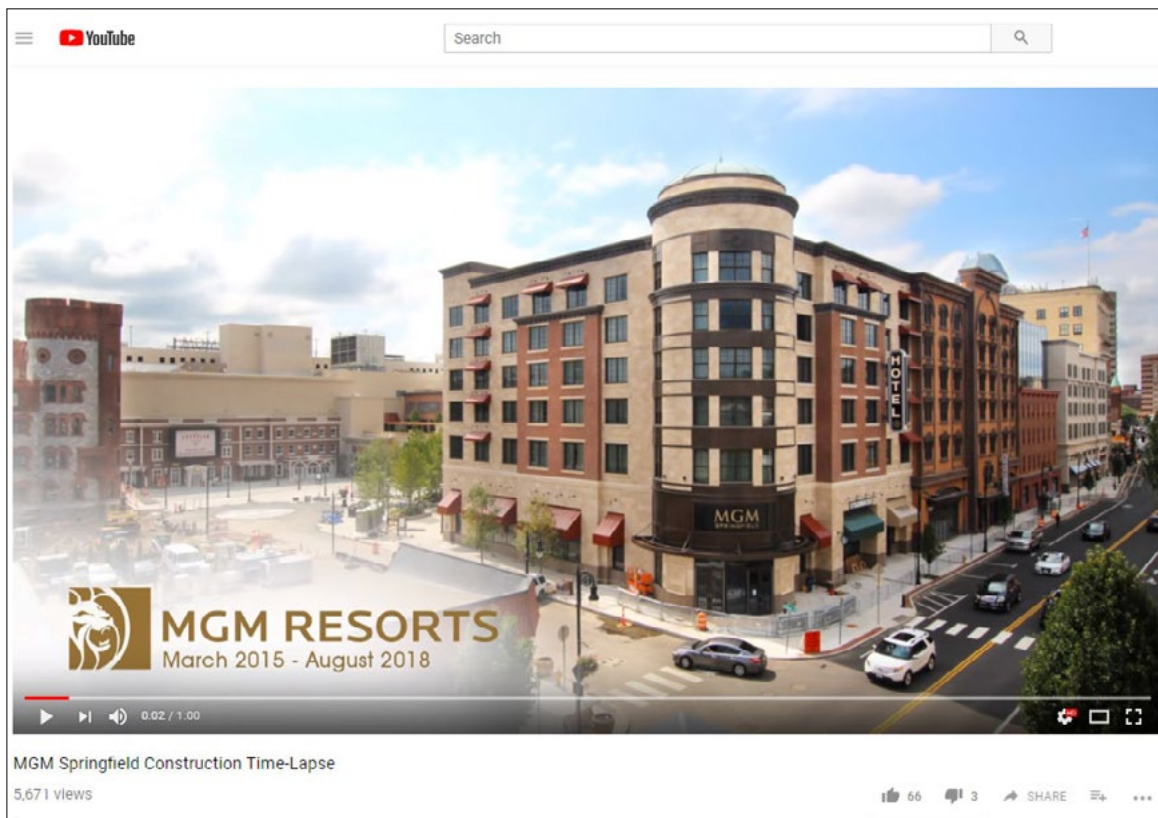 YouTube
Search
HOTEL
MGM
SPRINGFIELD
MGM RESORTS
March 2015 - August 2018
0:02 / 1:00
HD
MGM Springfield Construction Time-Lapse
5,671 views
66
3
SHARE